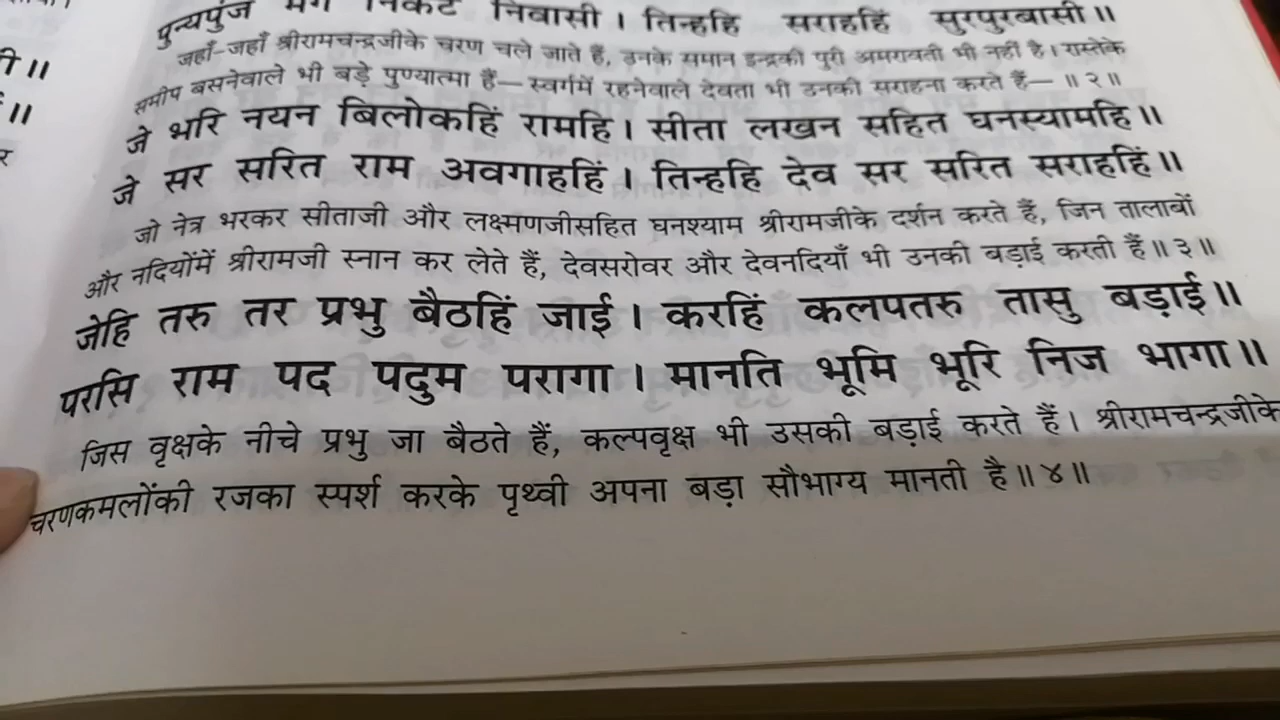 पुन्यपुंज मग निकट निवासी। तिन्हहि सराहहिं सुरपुरबासी॥
जहाँ-जहाँ श्रीरामचन्द्रजीके चरण चले जाते हैं, उनके समान इन्द्रकी पुरी अमरावती भी नहीं है। रास्तेके
समीप बसनेवाले भी बड़े पुण्यात्मा हैं—स्वर्गमें रहनेवाले देवता भी उनकी सराहना करते हैं—॥२॥
जे भरि नयन बिलोकहिं रामहि। सीता लखन सहित घनस्यामहि॥
जे सर सरित राम अवगाहहिं। तिन्हहि देव सर सरित सराहहिं॥
जो नेत्र भरकर सीताजी और लक्ष्मणजीसहित घनश्याम श्रीरामजीके दर्शन करते हैं, जिन तालाबों
और नदियोंमें श्रीरामजी स्नान कर लेते हैं, देवसरोवर और देवनदियाँ भी उनकी बड़ाई करती हैं॥३॥
जेहि तरु तर प्रभु बैठहिं जाई। करहिं कलपतरु तासु बड़ाई॥
परसि राम पद पदुम परागा। मानति भूमि भूरि निज भागा॥
जिस वृक्षके नीचे प्रभु जा बैठते हैं, कल्पवृक्ष भी उसकी बड़ाई करते हैं। श्रीरामचन्द्रजीके
चरणकमलोंकी रजका स्पर्श करके पृथ्वी अपना बड़ा सौभाग्य मानती है॥४॥